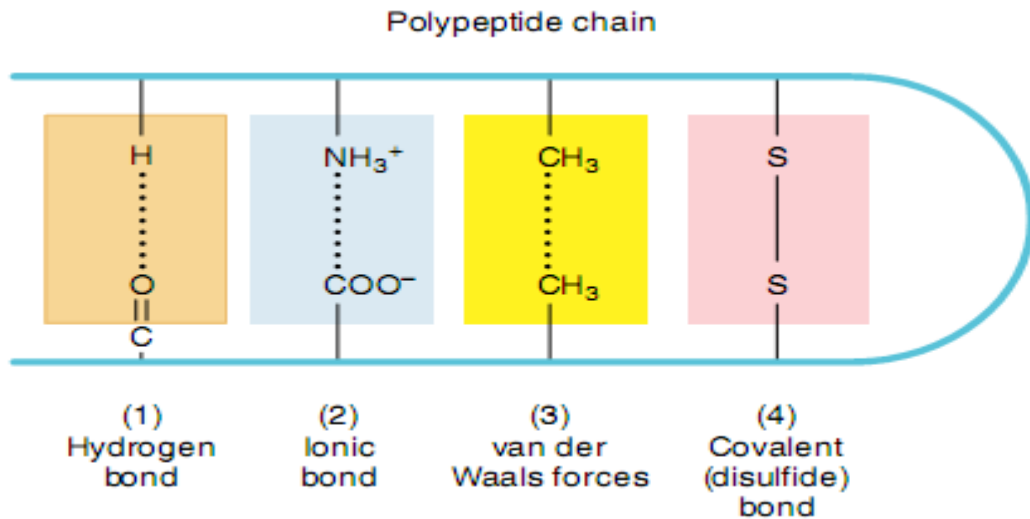 Polypeptide chain
H NH₃⁺ CH₃ S
O COO⁻ CH₃ S
C
(1) (2) (3) (4)
Hydrogen Ionic van der Covalent
bond bond Waals forces (disulfide)
bond